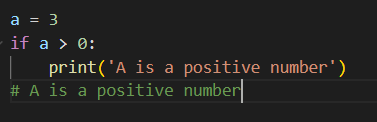 a = 3
if a > 0:
    print('A is a positive number')
# A is a positive number